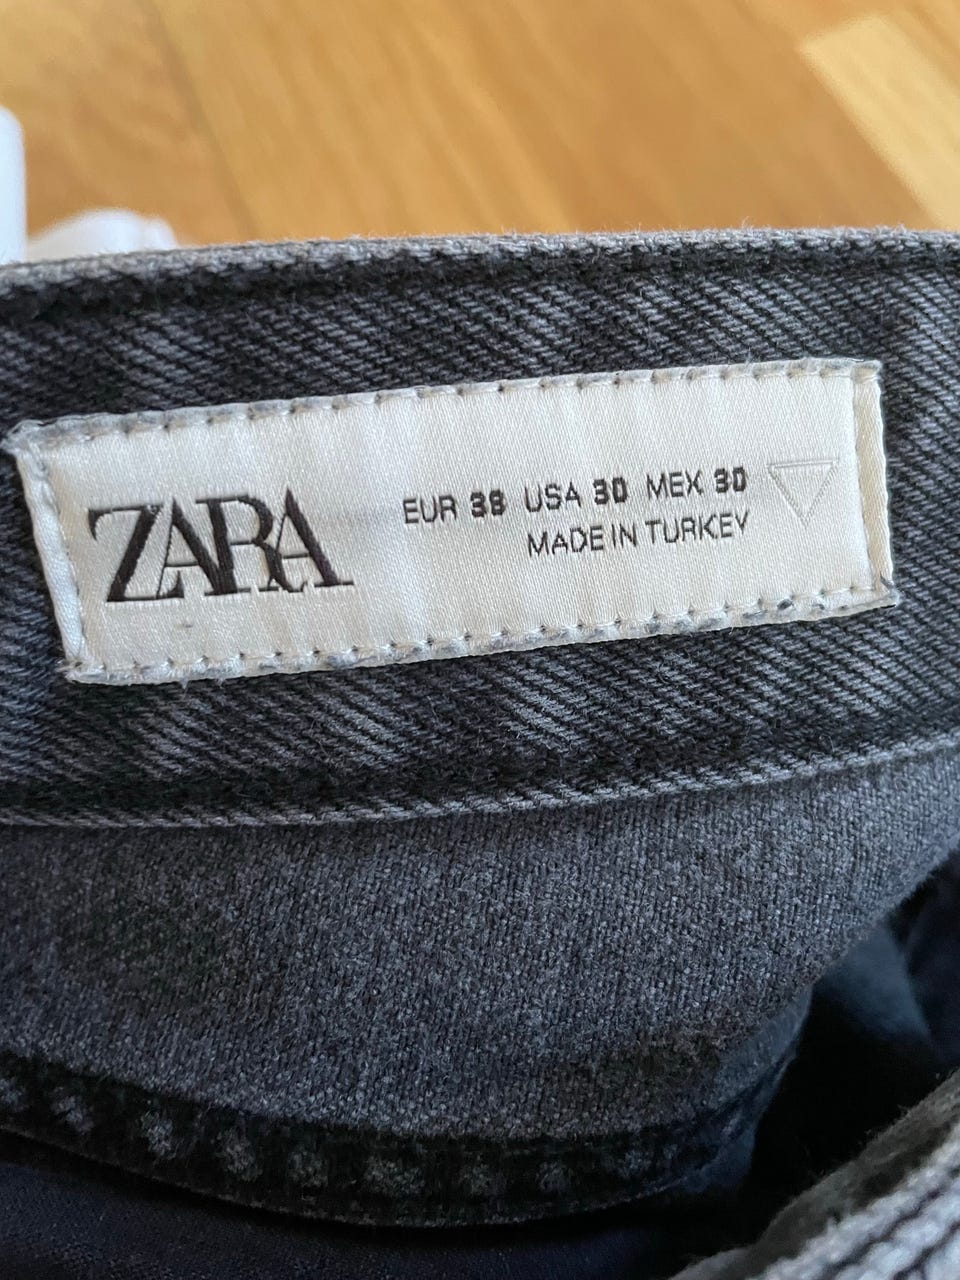 ZARA
EUR 38 USA 30 MEX 30
MADE IN TURKEY